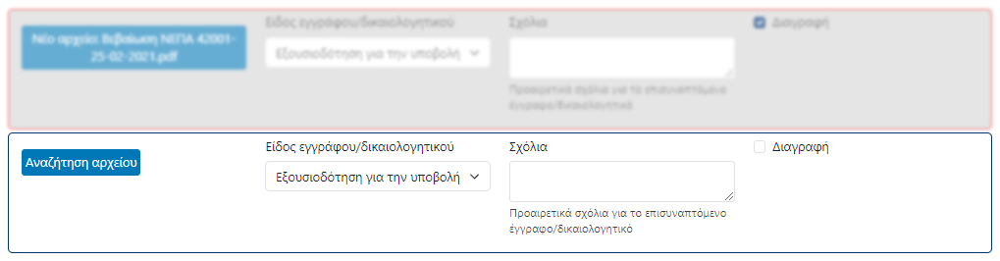 Νέο αρχείο: Βεβαίωση ΝΕΠΑ 42001-
25-02-2021.pdf
Είδος εγγράφου/δικαιολογητικού
Εξουσιοδότηση για την υποβολή
Σχόλια
Προαιρετικά σχόλια για το επισυναπτόμενο
έγγραφο/δικαιολογητικό
Διαγραφή
Αναζήτηση αρχείου
Είδος εγγράφου/δικαιολογητικού
Εξουσιοδότηση για την υποβολή
Σχόλια
Προαιρετικά σχόλια για το επισυναπτόμενο
έγγραφο/δικαιολογητικό
Διαγραφή